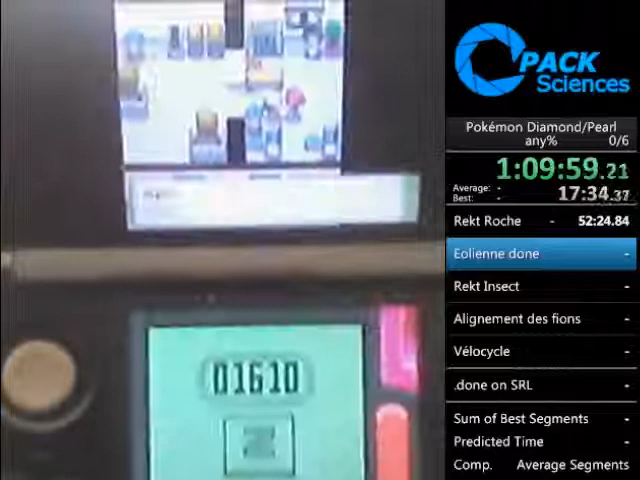 PACK
Sciences
Pokémon Diamond/Pearl
any% 0/6
1:09:59.21
Average: -
Best: -
17:34.37
Rekt Roche - 52:24.84
Eolienne done -
Rekt Insect -
Alignement des fions -
Vélocycle -
.done on SRL -
Sum of Best Segments -
Predicted Time -
Comp. Average Segments
01610